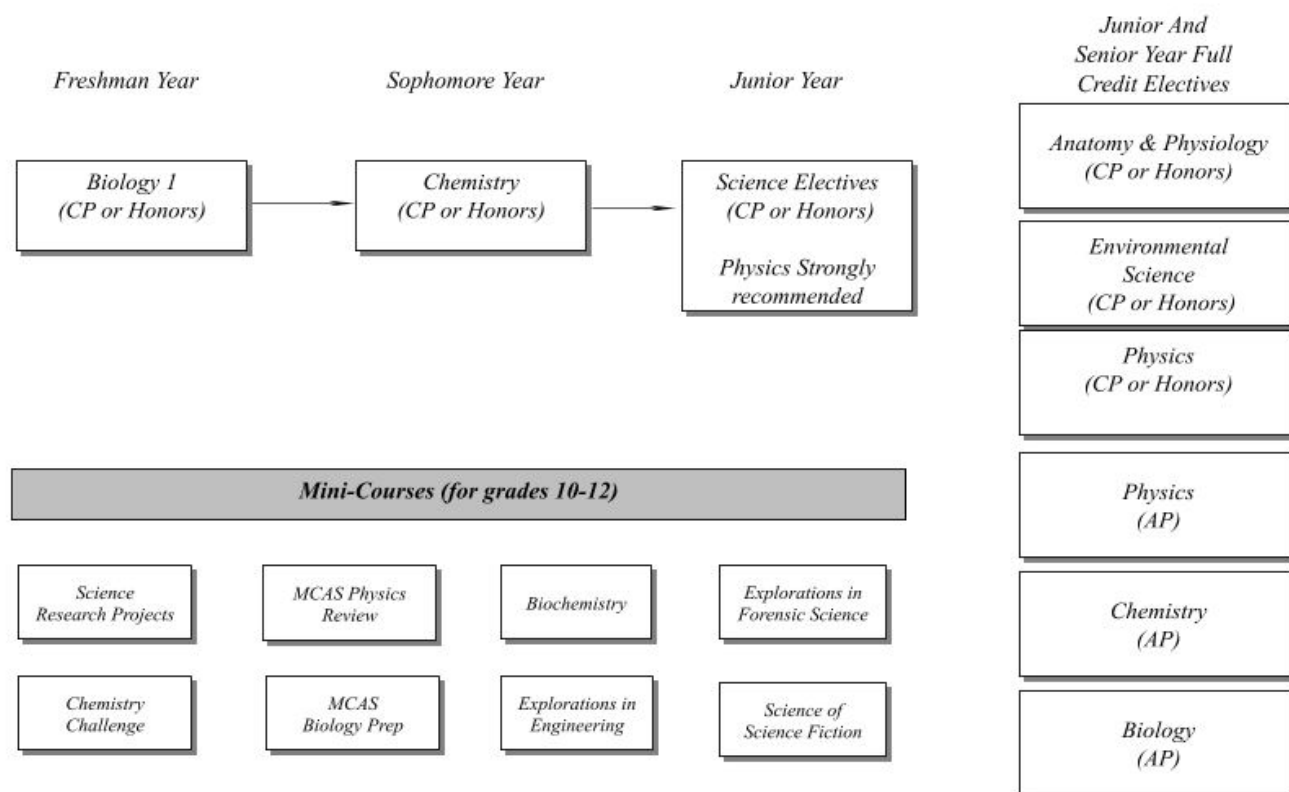 Freshman Year
Sophomore Year
Junior Year
Junior And
Senior Year Full
Credit Electives
Biology 1
(CP or Honors)
Chemistry
(CP or Honors)
Science Electives
(CP or Honors)
Physics Strongly
recommended
Anatomy & Physiology
(CP or Honors)
Environmental
Science
(CP or Honors)
Physics
(CP or Honors)
Physics
(AP)
Chemistry
(AP)
Biology
(AP)
Mini-Courses (for grades 10-12)
Science
Research Projects
MCAS Physics
Review
Biochemistry
Explorations in
Forensic Science
Chemistry
Challenge
MCAS
Biology Prep
Explorations in
Engineering
Science of
Science Fiction